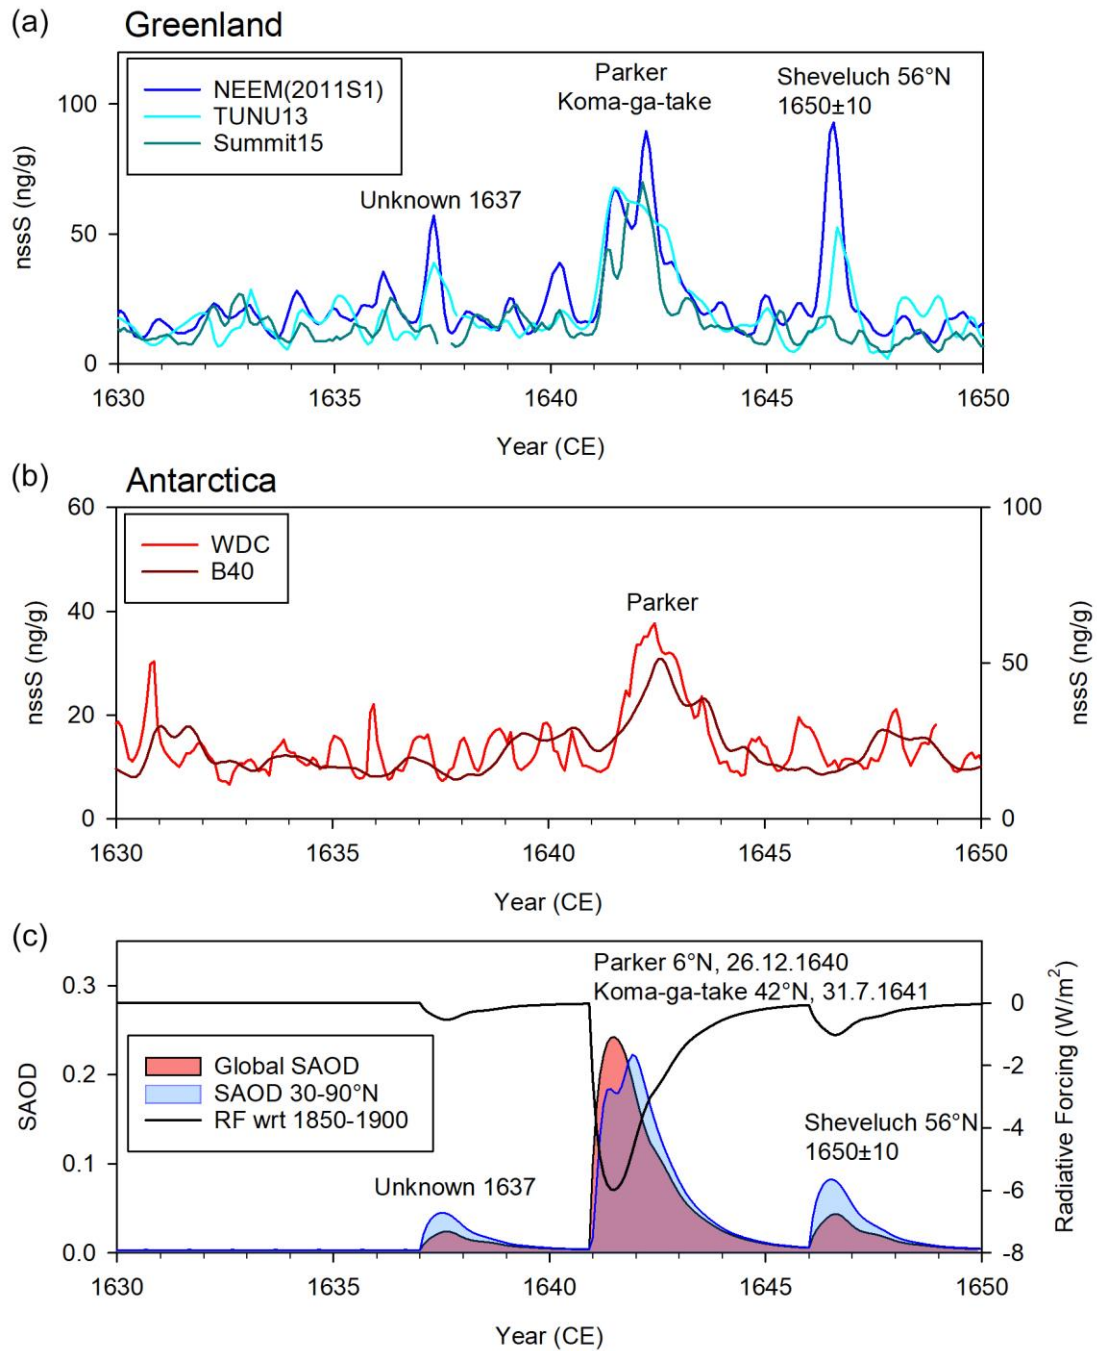 (a) Greenland
NEEM(2011S1)
TUNU13
Summit15
Parker
Koma-ga-take
Sheveluch 56°N
1650±10
Unknown 1637
100
50
0
nssS (ng/g)
1630 1635 1640 1645 1650
Year (CE)
(b) Antarctica
WDC
B40
Parker
60
40
20
0
nssS (ng/g)
100
50
0
nssS (ng/g)
1630 1635 1640 1645 1650
Year (CE)
(c)
Parker 6°N, 26.12.1640
Koma-ga-take 42°N, 31.7.1641
Global SAOD
SAOD 30-90°N
RF wrt 1850-1900
Sheveluch 56°N
1650±10
Unknown 1637
0.3
0.2
0.1
0.0
SAOD
0
-2
-4
-6
-8
Radiative Forcing (W/m²)
1630 1635 1640 1645 1650
Year (CE)